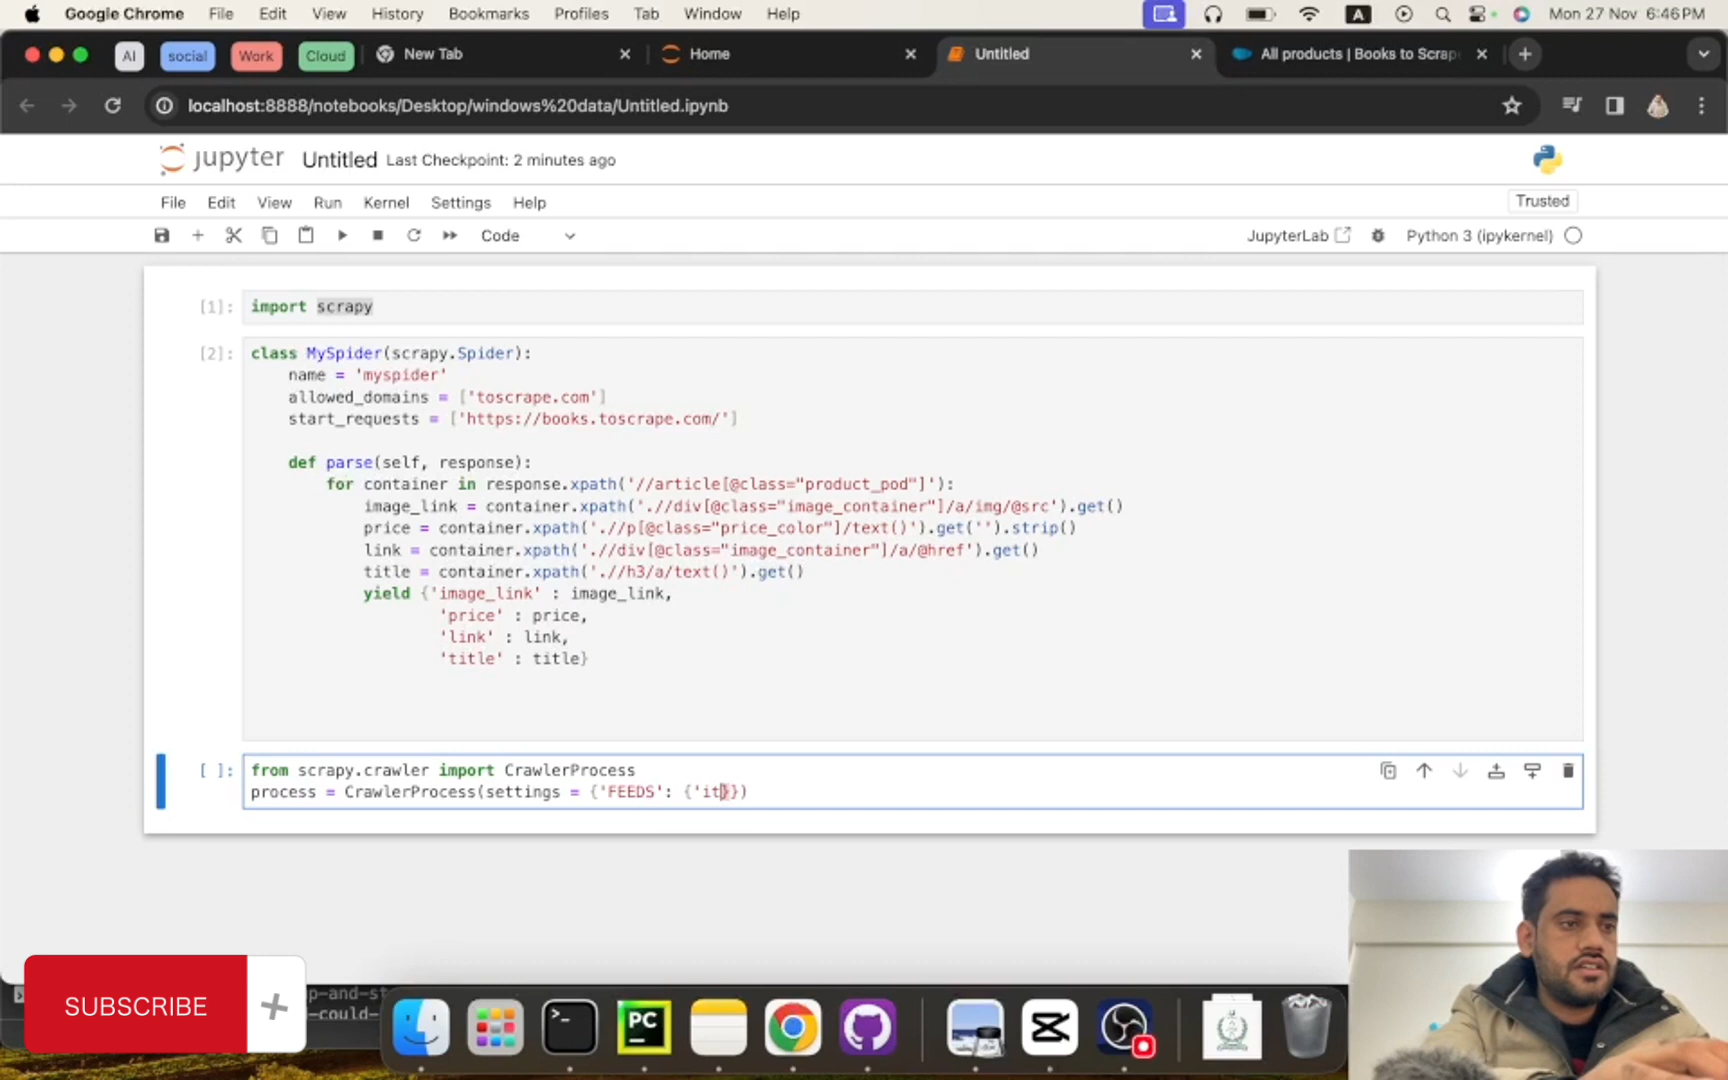 Google Chrome File Edit View History Bookmarks Profiles Tab Window Help A Mon 27 Nov 6:46 PM
AI social Work Cloud New Tab Home Untitled All products | Books to Scrap
localhost:8888/notebooks/Desktop/windows%20data/Untitled.ipynb
jupyter Untitled Last Checkpoint: 2 minutes ago
File Edit View Run Kernel Settings Help Trusted
Code JupyterLab Python 3 (ipykernel)
[1]: import scrapy
[2]: class MySpider(scrapy.Spider):
name = 'myspider'
allowed_domains = ['toscrape.com']
start_requests = ['https://books.toscrape.com/']
def parse(self, response):
for container in response.xpath('//article[@class="product_pod"]'):
image_link = container.xpath('.//div[@class="image_container"]/a/img/@src').get()
price = container.xpath('.//p[@class="price_color"]/text()').get('').strip()
link = container.xpath('.//div[@class="image_container"]/a/@href').get()
title = container.xpath('.//h3/a/text()').get()
yield {'image_link' : image_link,
'price' : price,
'link' : link,
'title' : title}
[ ]: from scrapy.crawler import CrawlerProcess
process = CrawlerProcess(settings = {'FEEDS': {'it}})
SUBSCRIBE
p-and-st
-could-
PC